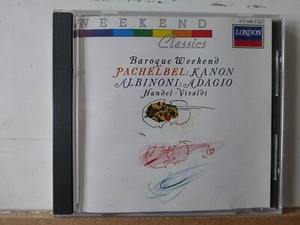 WEEKEND
Classics
LONDON
Baroque Weekend
PACHELBEL: KANON
ALBINONI: ADAGIO
Handel · Vivaldi